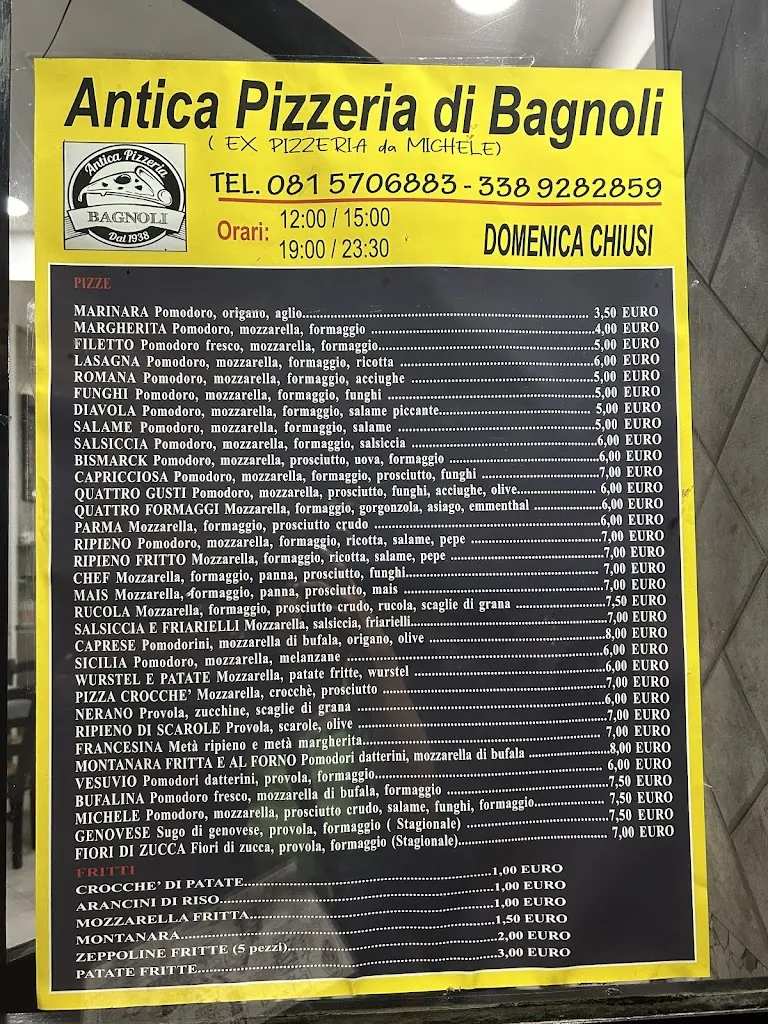 Antica Pizzeria di Bagnoli
( EX PIZZERIA da MICHELE)
Antica Pizzeria
BAGNOLI
Dal 1938
TEL. 081 5706883 - 338 9282859
Orari: 12:00 / 15:00
19:00 / 23:30
DOMENICA CHIUSI
PIZZE
MARINARA Pomodoro, origano, aglio........ 3,50 EURO
MARGHERITA Pomodoro, mozzarella, formaggio ........4,00 EURO
FILETTO Pomodoro fresco, mozzarella, formaggio........5,00 EURO
LASAGNA Pomodoro, mozzarella, formaggio, ricotta ........6,00 EURO
ROMANA Pomodoro, mozzarella, formaggio, acciughe ........5,00 EURO
FUNGHI Pomodoro, mozzarella, formaggio, funghi ........5,00 EURO
DIAVOLA Pomodoro, mozzarella, formaggio, salame piccante........ 5,00 EURO
SALAME Pomodoro, mozzarella, formaggio, salame ........5,00 EURO
SALSICCIA Pomodoro, mozzarella, formaggio, salsiccia ........6,00 EURO
BISMARCK Pomodoro, mozzarella, prosciutto, uova, formaggio ........6,00 EURO
CAPRICCIOSA Pomodoro, mozzarella, formaggio, prosciutto, funghi ........7,00 EURO
QUATTRO GUSTI Pomodoro, mozzarella, prosciutto, funghi, acciughe, olive........ 6,00 EURO
QUATTRO FORMAGGI Mozzarella, formaggio, gorgonzola, asiago, emmenthal ........6,00 EURO
PARMA Mozzarella, formaggio, prosciutto crudo ........6,00 EURO
RIPIENO Pomodoro, mozzarella, formaggio, ricotta, salame, pepe ........7,00 EURO
RIPIENO FRITTO Mozzarella, formaggio, ricotta, salame, pepe ........7,00 EURO
CHEF Mozzarella, formaggio, panna, prosciutto, funghi........ 7,00 EURO
MAIS Mozzarella, formaggio, panna, prosciutto, mais ........7,00 EURO
RUCOLA Mozzarella, formaggio, prosciutto crudo, rucola, scaglie di grana ........7,50 EURO
SALSICCIA E FRIARIELLI Mozzarella, salsiccia, friarielli........7,00 EURO
CAPRESE Pomodorini, mozzarella di bufala, origano, olive ........8,00 EURO
SICILIA Pomodoro, mozzarella, melanzane ........6,00 EURO
WURSTEL E PATATE Mozzarella, patate fritte, wurstel ........6,00 EURO
PIZZA CROCCHE' Mozzarella, crocchè, prosciutto ........7,00 EURO
NERANO Provola, zucchine, scaglie di grana ........6,00 EURO
RIPIENO DI SCAROLE Provola, scarole, olive ........7,00 EURO
FRANCESINA Metà ripieno e metà margherita........ 7,00 EURO
MONTANARA FRITTA E AL FORNO Pomodori datterini, mozzarella di bufala ........8,00 EURO
VESUVIO Pomodori datterini, provola, formaggio........ 6,00 EURO
BUFALINA Pomodoro fresco, mozzarella di bufala, formaggio ........7,50 EURO
MICHELE Pomodoro, mozzarella, prosciutto crudo, salame, funghi, formaggio........ 7,50 EURO
GENOVESE Sugo di genovese, provola, formaggio ( Stagionale) ........7,50 EURO
FIORI DI ZUCCA Fiori di zucca, provola, formaggio (Stagionale)........ 7,00 EURO
FRITTI
CROCCHE' DI PATATE........1,00 EURO
ARANCINI DI RISO........1,00 EURO
MOZZARELLA FRITTA........1,00 EURO
MONTANARA........1,50 EURO
ZEPPOLINE FRITTE (5 pezzi)........2,00 EURO
PATATE FRITTE........3,00 EURO